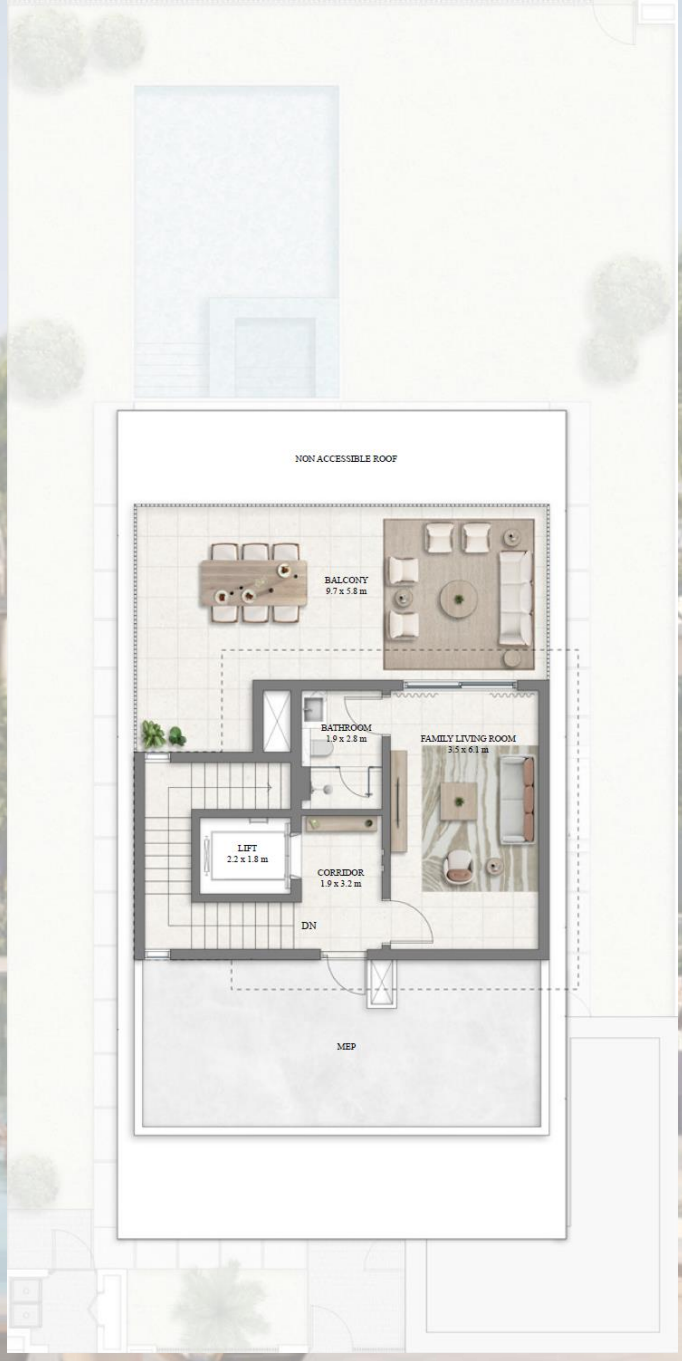 NON ACCESSIBLE ROOF
BALCONY
9.7 x 5.8 m
BATHROOM
1.9 x 2.8 m
FAMILY LIVING ROOM
3.5 x 6.1 m
LIFT
2.2 x 1.8 m
CORRIDOR
1.9 x 3.2 m
DN
MEP